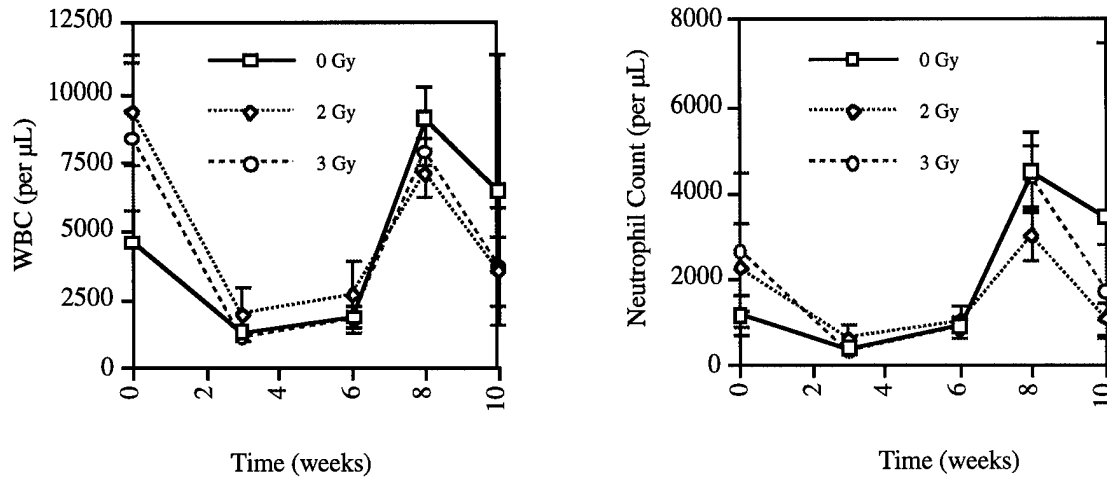 WBC (per µL)
12500
10000
7500
5000
2500
0
0 Gy
2 Gy
3 Gy
0
2
4
6
8
10
Time (weeks)
Neutrophil Count (per µL)
8000
6000
4000
2000
0
0 Gy
2 Gy
3 Gy
0
2
4
6
8
10
Time (weeks)